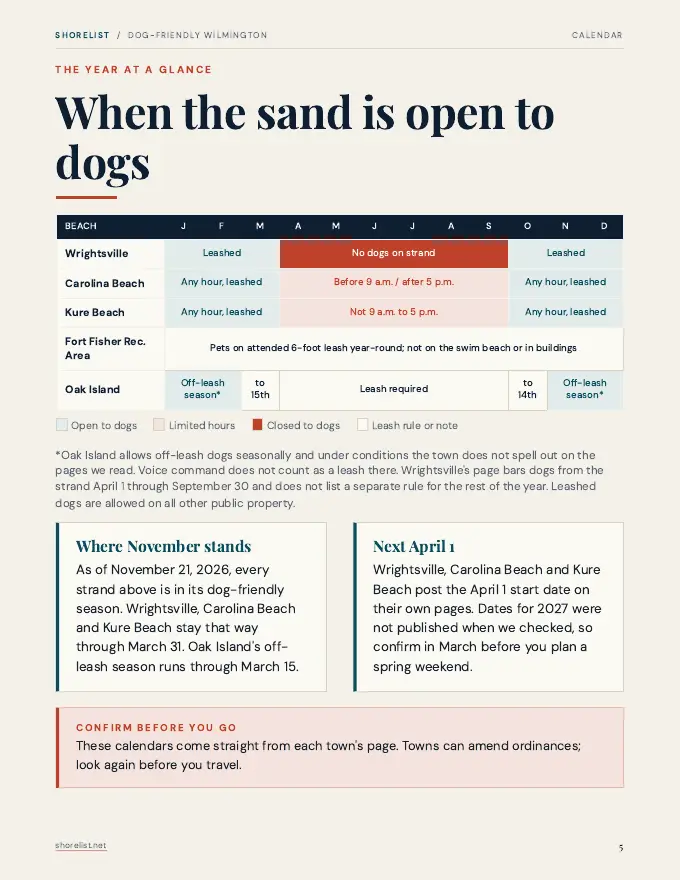 SHORELIST / DOG-FRIENDLY WILMINGTON CALENDAR
THE YEAR AT A GLANCE
When the sand is open to
dogs
BEACH J F M A M J J A S O N D
Wrightsville Leashed No dogs on strand Leashed
Carolina Beach Any hour, leashed Before 9 a.m. / after 5 p.m. Any hour, leashed
Kure Beach Any hour, leashed Not 9 a.m. to 5 p.m. Any hour, leashed
Fort Fisher Rec.
Area
Pets on attended 6-foot leash year-round; not on the swim beach or in buildings
Oak Island
Off-leash
season*
to
15th
Leash required
to
14th
Off-leash
season*
Open to dogs Limited hours Closed to dogs Leash rule or note
*Oak Island allows off-leash dogs seasonally and under conditions the town does not spell out on the
pages we read. Voice command does not count as a leash there. Wrightsville's page bars dogs from the
strand April 1 through September 30 and does not list a separate rule for the rest of the year. Leashed
dogs are allowed on all other public property.
Where November stands
As of November 21, 2026, every
strand above is in its dog-friendly
season. Wrightsville, Carolina Beach
and Kure Beach stay that way
through March 31. Oak Island's off-
leash season runs through March 15.
Next April 1
Wrightsville, Carolina Beach and Kure
Beach post the April 1 start date on
their own pages. Dates for 2027 were
not published when we checked, so
confirm in March before you plan a
spring weekend.
CONFIRM BEFORE YOU GO
These calendars come straight from each town's page. Towns can amend ordinances;
look again before you travel.
shorelist.net 5